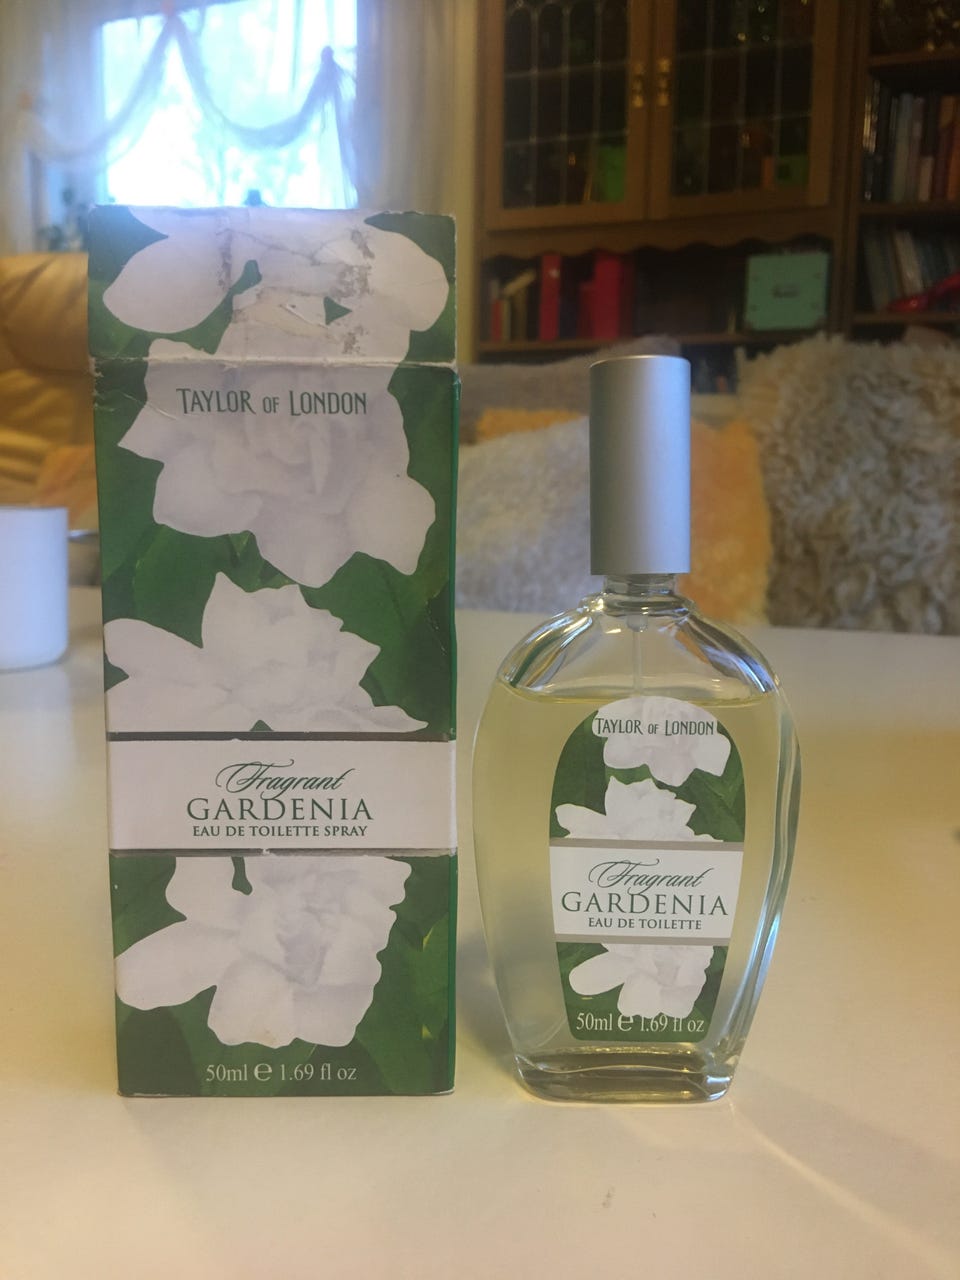 TAYLOR OF LONDON
Fragrant
GARDENIA
EAU DE TOILETTE SPRAY
50ml e 1.69 fl oz
TAYLOR OF LONDON
Fragrant
GARDENIA
EAU DE TOILETTE
50ml e 1.69 fl oz